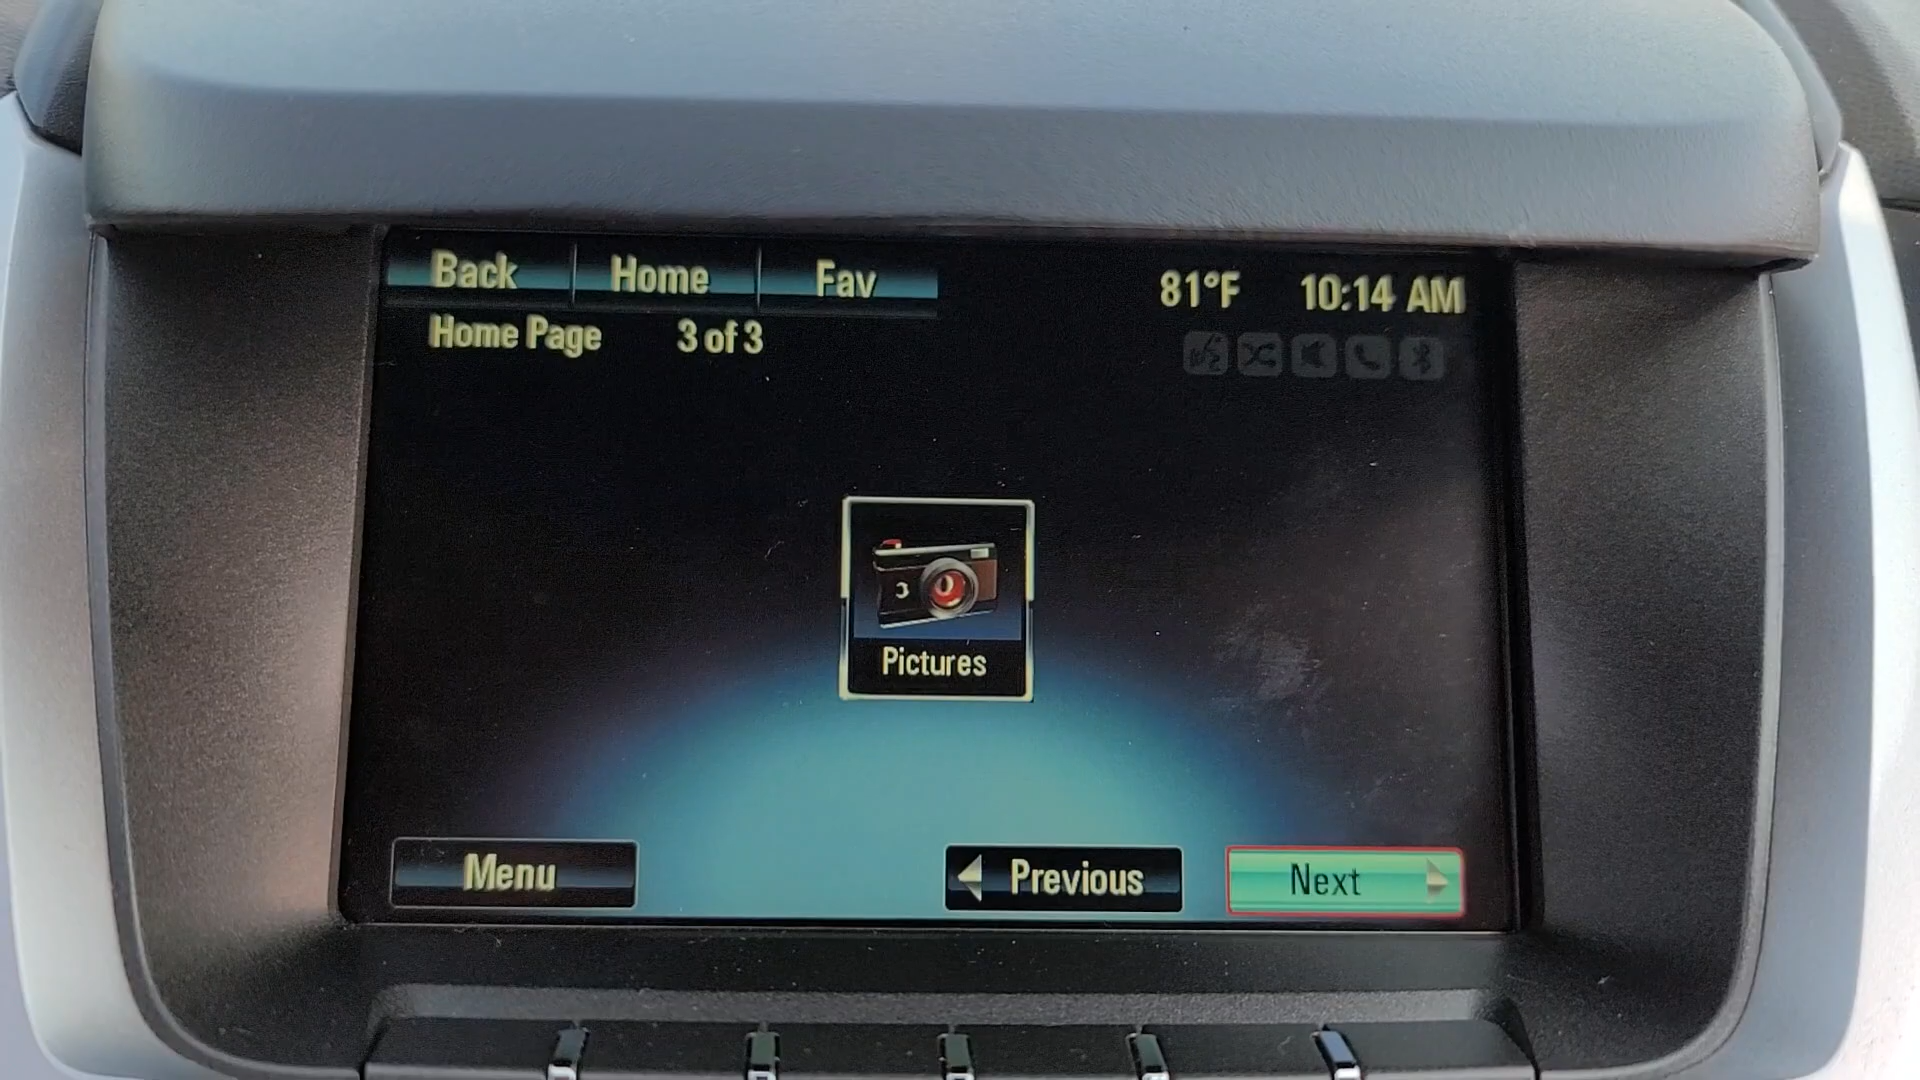 Back Home Fav 81°F 10:14 AM
Home Page 3 of 3
Pictures
Menu Previous Next